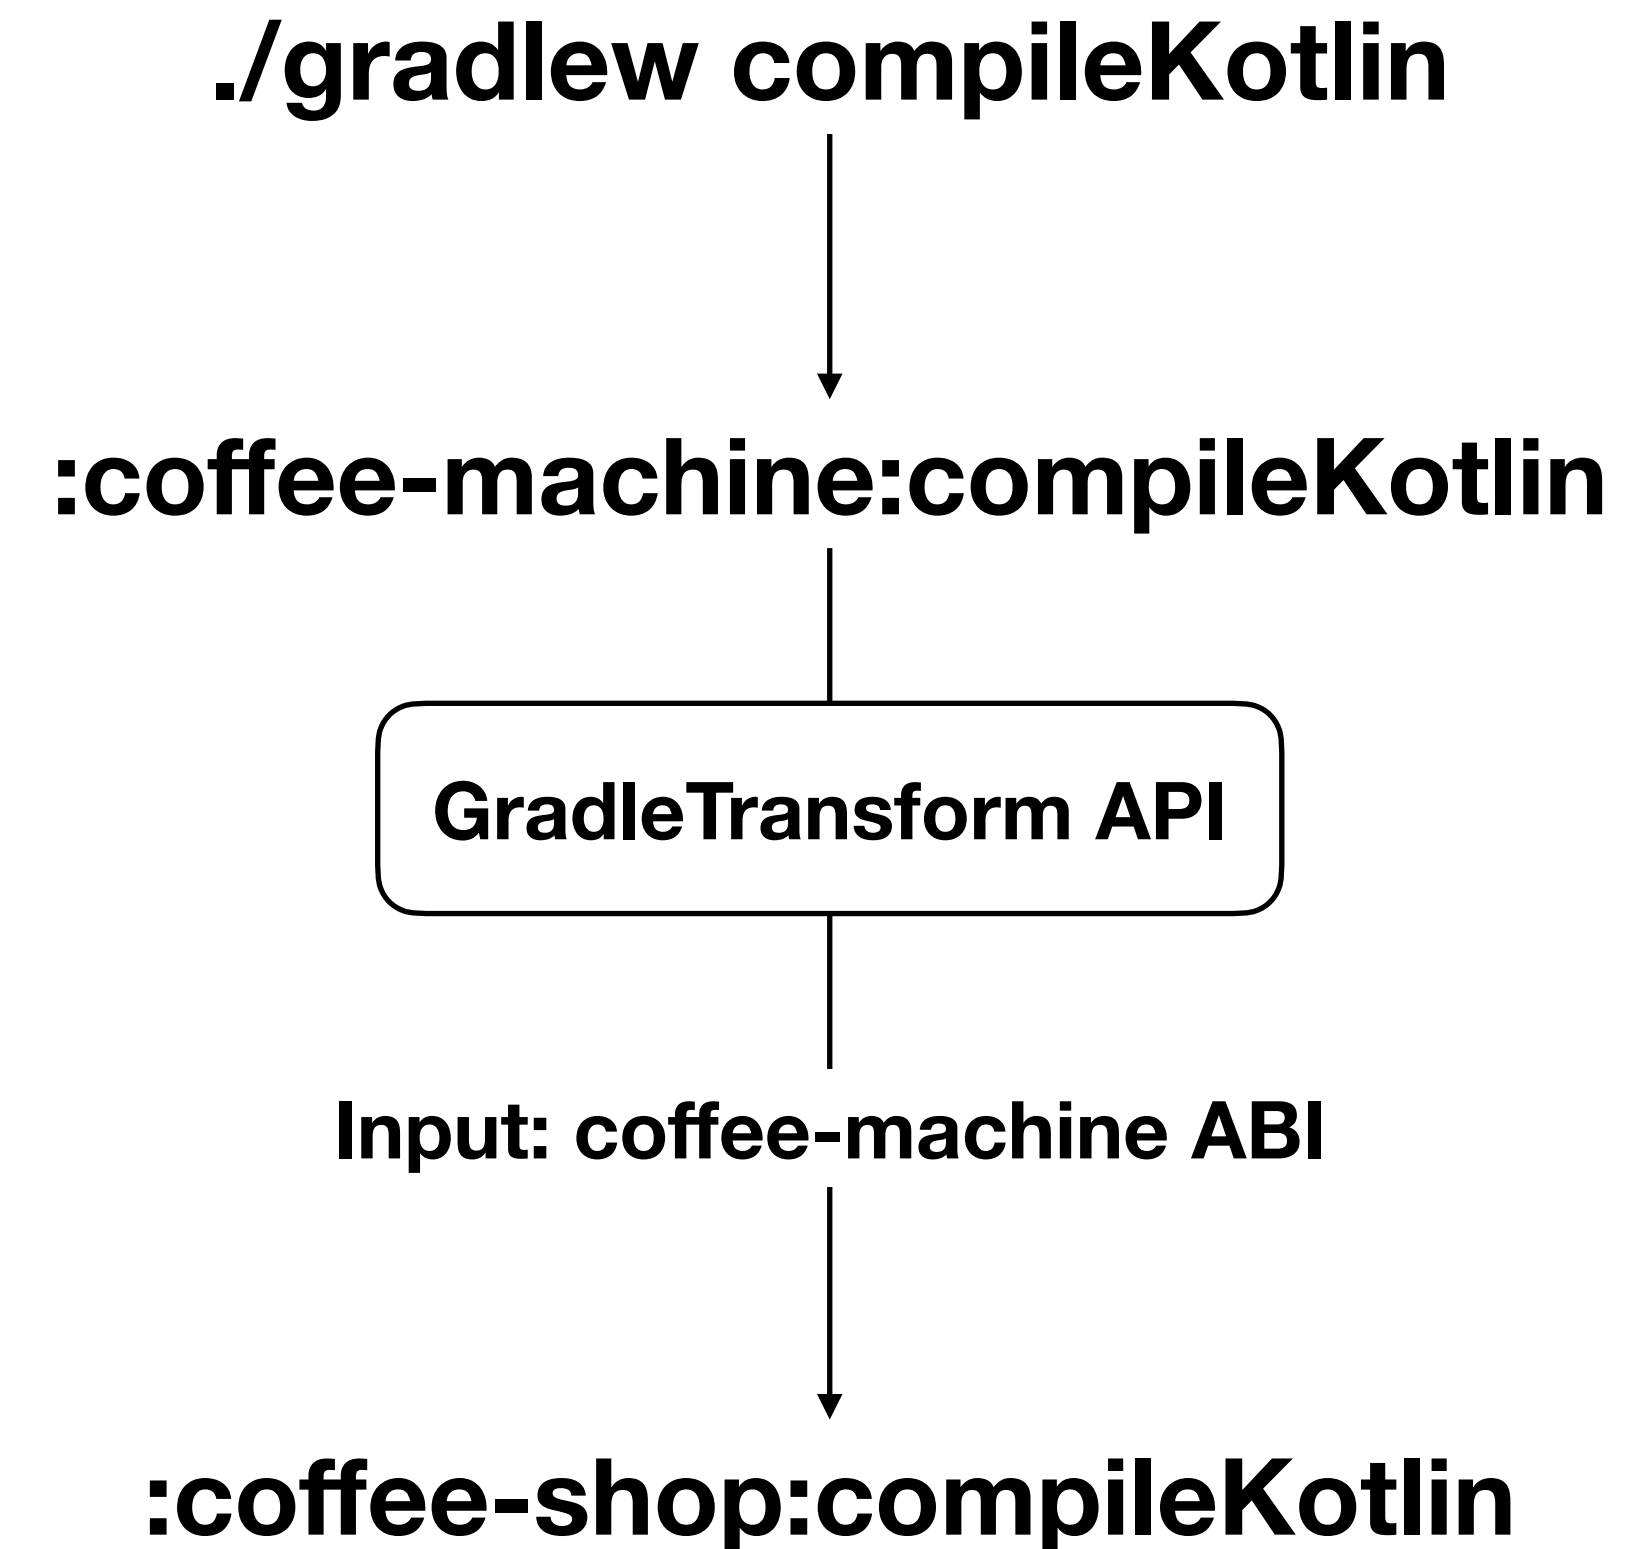 ./gradlew compileKotlin
:coffee-machine:compileKotlin
GradleTransform API
Input: coffee-machine ABI
:coffee-shop:compileKotlin